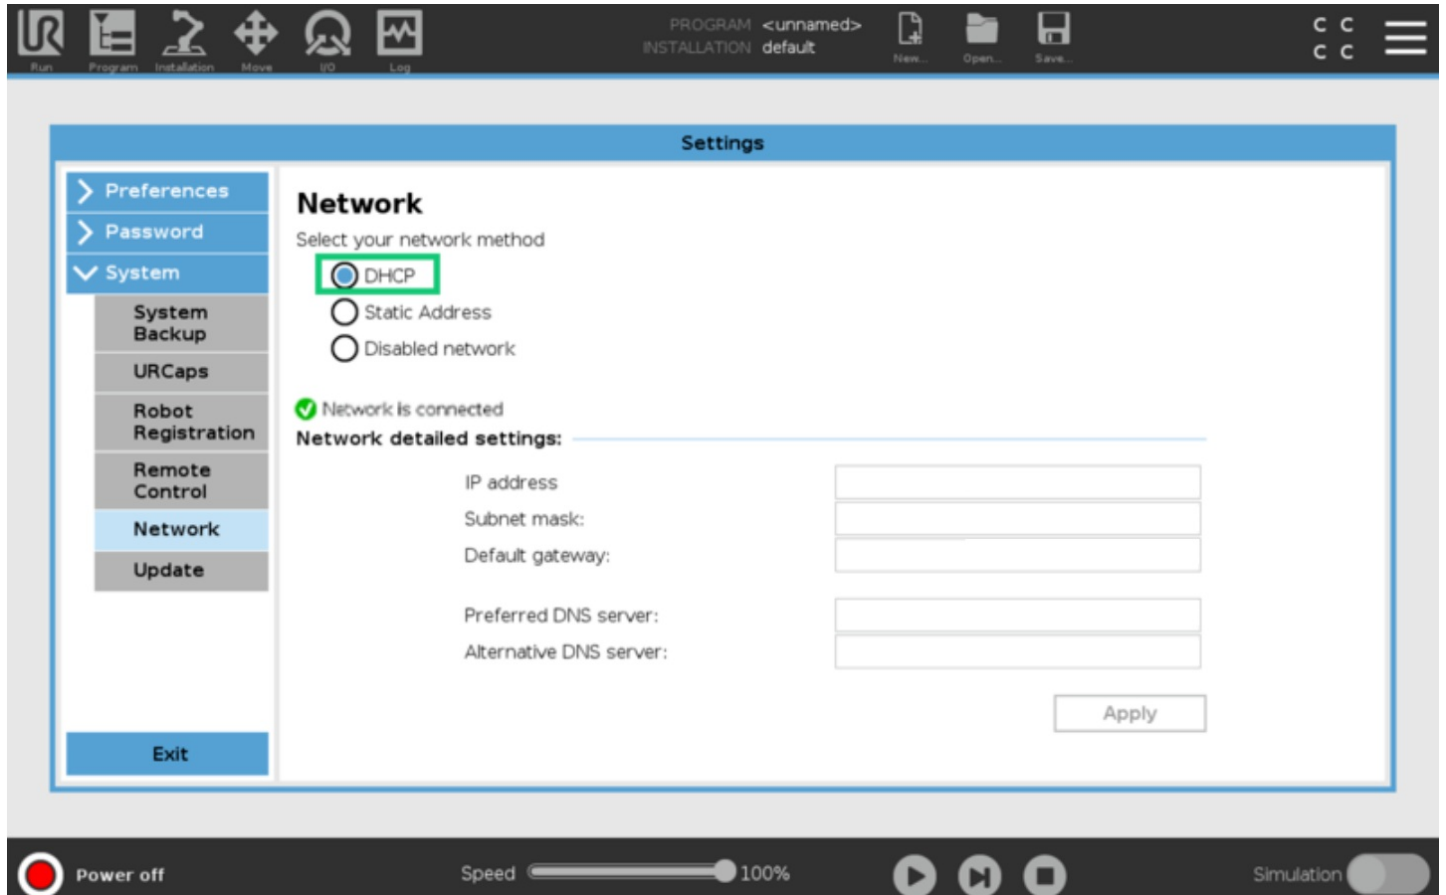 UR
PROGRAM <unnamed>
INSTALLATION default
C C
C C
Run Program Installation Move I/O Log New... Open... Save...
Settings
Preferences
Password
System
System
Backup
URCaps
Robot
Registration
Remote
Control
Network
Update
Exit
Network
Select your network method
DHCP
Static Address
Disabled network
Network is connected
Network detailed settings:
IP address
Subnet mask:
Default gateway:
Preferred DNS server:
Alternative DNS server:
Apply
Power off
Speed 100%
Simulation